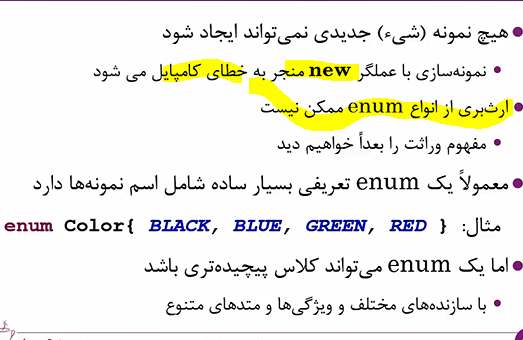 هیچ نمونه (شیء) جدیدی نمی‌تواند ایجاد شود
نمونه‌سازی با عملگر new منجر به خطای کامپایل می شود
ارث‌بری از انواع enum ممکن نیست
مفهوم وراثت را بعداً خواهیم دید
معمولاً یک enum تعریفی بسیار ساده شامل اسم نمونه‌ها دارد
مثال: enum Color{ BLACK, BLUE, GREEN, RED }
اما یک enum می‌تواند کلاس پیچیده‌تری باشد
با سازنده‌های مختلف و ویژگی‌ها و متدهای متنوع